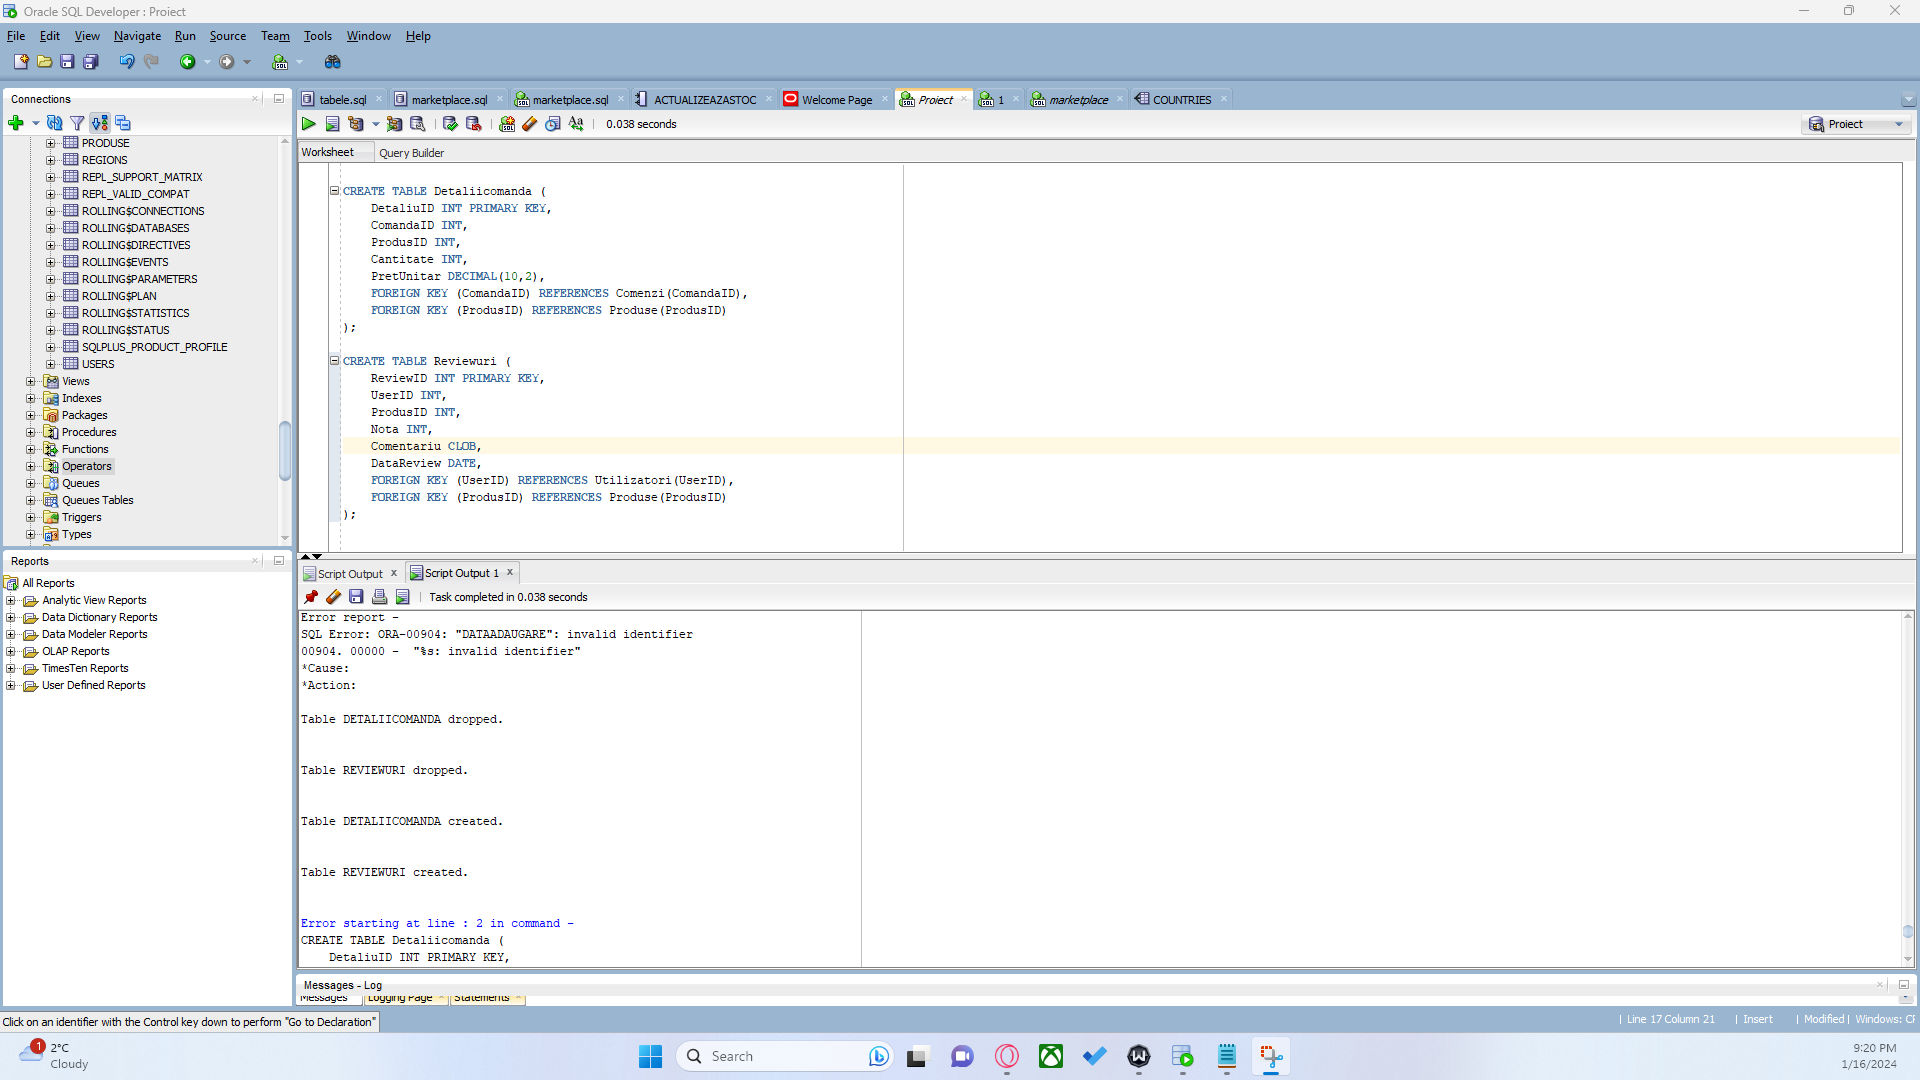 Oracle SQL Developer : Project
File Edit View Navigate Run Source Team Tools Window Help
Connections
PRODUSE
REGIONS
REPL_SUPPORT_MATRIX
REPL_VALID_COMPAT
ROLLING$CONNECTIONS
ROLLING$DATABASES
ROLLING$DIRECTIVES
ROLLING$EVENTS
ROLLING$PARAMETERS
ROLLING$PLAN
ROLLING$STATISTICS
ROLLING$STATUS
SQLPLUS_PRODUCT_PROFILE
USERS
Views
Indexes
Packages
Procedures
Functions
Operators
Queues
Queues Tables
Triggers
Types
Reports
All Reports
Analytic View Reports
Data Dictionary Reports
Data Modeler Reports
OLAP Reports
TimesTen Reports
User Defined Reports
tabele.sql marketplace.sql marketplace.sql ACTUALIZEAZASTOC Welcome Page Proiect 1 marketplace COUNTRIES
0.038 seconds
Proiect
Worksheet Query Builder
CREATE TABLE Detaliicomanda (
DetaliuID INT PRIMARY KEY,
ComandaID INT,
ProdusID INT,
Cantitate INT,
PretUnitar DECIMAL(10,2),
FOREIGN KEY (ComandaID) REFERENCES Comenzi(ComandaID),
FOREIGN KEY (ProdusID) REFERENCES Produse(ProdusID)
);
CREATE TABLE Reviewuri (
ReviewID INT PRIMARY KEY,
UserID INT,
ProdusID INT,
Nota INT,
Comentariu CLOB,
DataReview DATE,
FOREIGN KEY (UserID) REFERENCES Utilizatori(UserID),
FOREIGN KEY (ProdusID) REFERENCES Produse(ProdusID)
);
Script Output Script Output 1
Task completed in 0.038 seconds
Error report -
SQL Error: ORA-00904: "DATAADAUGARE": invalid identifier
00904. 00000 - "%s: invalid identifier"
*Cause:
*Action:
Table DETALIICOMANDA dropped.
Table REVIEWURI dropped.
Table DETALIICOMANDA created.
Table REVIEWURI created.
Error starting at line : 2 in command -
CREATE TABLE Detaliicomanda (
DetaliuID INT PRIMARY KEY,
Messages - Log
Messages Logging Page Statements
Click on an identifier with the Control key down to perform "Go to Declaration"
Line 17 Column 21 Insert Modified Windows: CF
1
2°C
Cloudy
Search
9:20 PM
1/16/2024